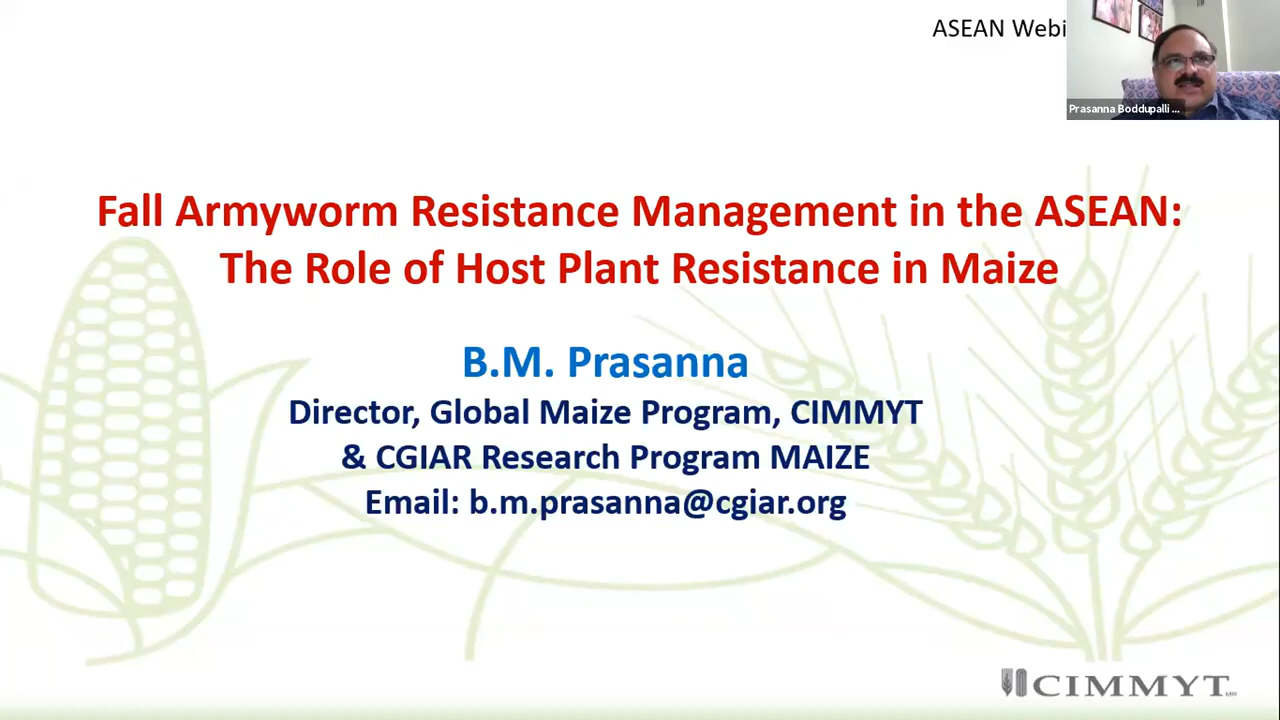 ASEAN Webi
Prasanna Boddupalli ...
Fall Armyworm Resistance Management in the ASEAN:
The Role of Host Plant Resistance in Maize
B.M. Prasanna
Director, Global Maize Program, CIMMYT
& CGIAR Research Program MAIZE
Email: b.m.prasanna@cgiar.org
CIMMYT